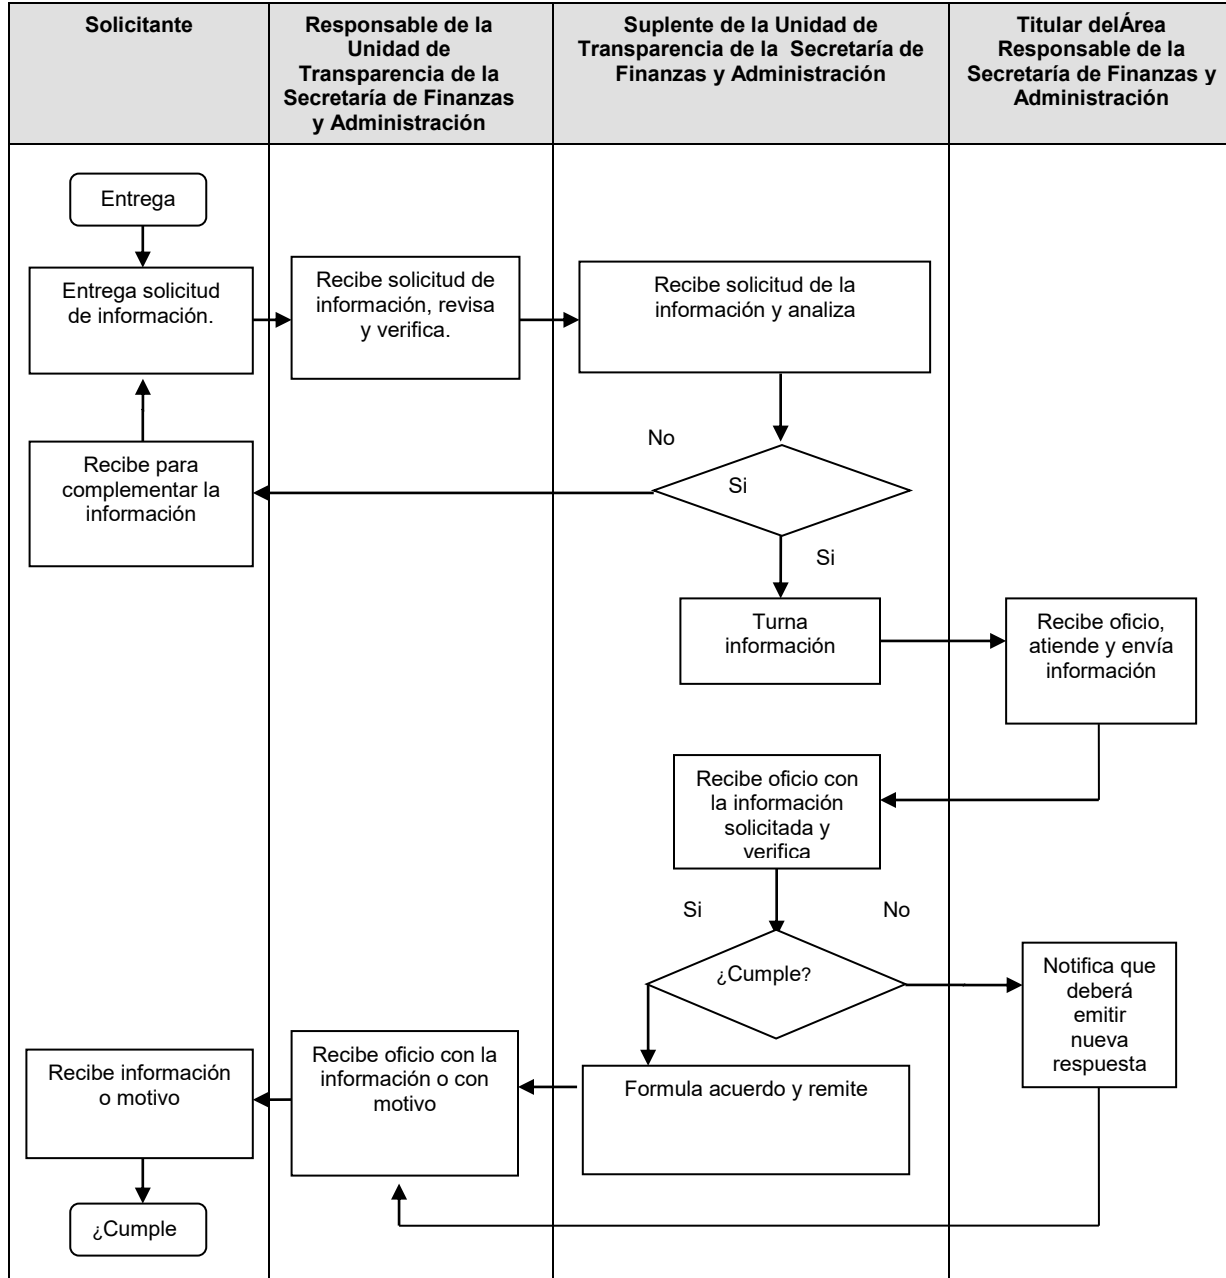 Solicitante
Responsable de la
Unidad de
Transparencia de la
Secretaría de Finanzas
y Administración
Suplente de la Unidad de
Transparencia de la Secretaría de
Finanzas y Administración
Titular delÁrea
Responsable de la
Secretaría de Finanzas y
Administración
Entrega
Entrega solicitud
de información.
Recibe solicitud de
información, revisa
y verifica.
Recibe solicitud de la
información y analiza
No
Recibe para
complementar la
información
Si
Si
Turna
información
Recibe oficio,
atiende y envía
información
Recibe oficio con
la información
solicitada y
verifica
Si
No
¿Cumple?
Notifica que
deberá
emitir
nueva
respuesta
Recibe información
o motivo
Recibe oficio con la
información o con
motivo
Formula acuerdo y remite
¿Cumple